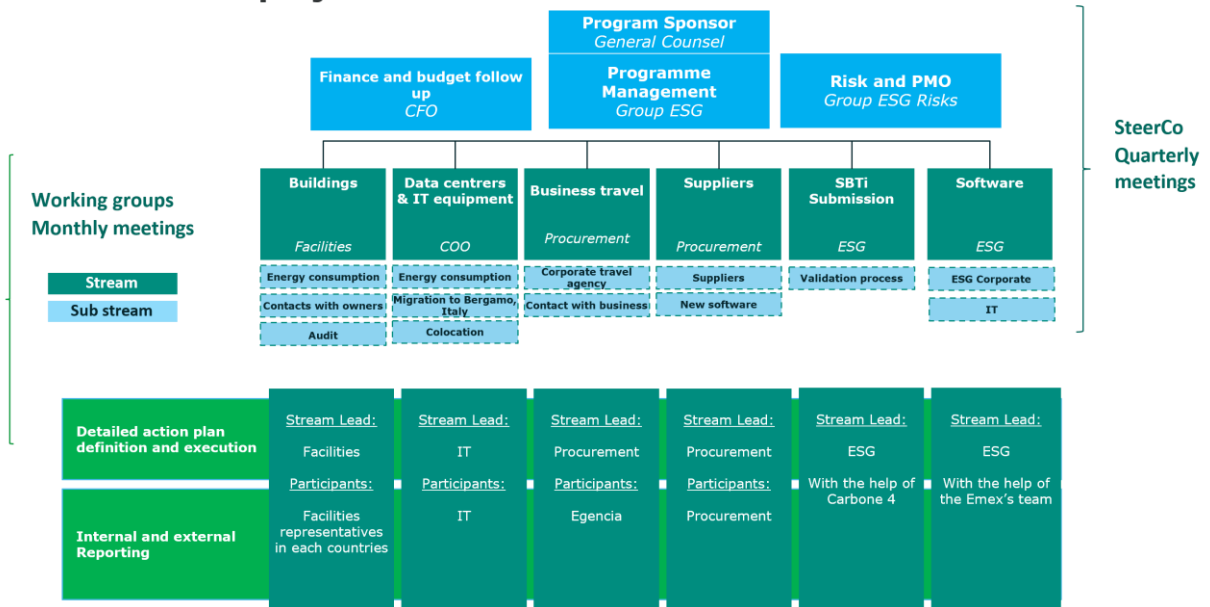 Program Sponsor
General Counsel
Finance and budget follow
up
CFO
Programme
Management
Group ESG
Risk and PMO
Group ESG Risks
SteerCo
Quarterly
meetings
Working groups
Monthly meetings
Stream
Sub stream
Buildings
Facilities
Data centrers
& IT equipment
COO
Business travel
Procurement
Suppliers
Procurement
SBTi
Submission
ESG
Software
ESG
Energy consumption
Contacts with owners
Audit
Energy consumption
Migration to Bergamo,
Italy
Colocation
Corporate travel
agency
Contact with business
Suppliers
New software
Validation process
ESG Corporate
IT
Detailed action plan
definition and execution
Internal and external
Reporting
Stream Lead:
Facilities
Participants:
Facilities
representatives
in each countries
Stream Lead:
IT
Participants:
IT
Stream Lead:
Procurement
Participants:
Egencia
Stream Lead:
Procurement
Participants:
Procurement
Stream Lead:
ESG
With the help of
Carbone 4
Stream Lead:
ESG
With the help of
the Emex's team